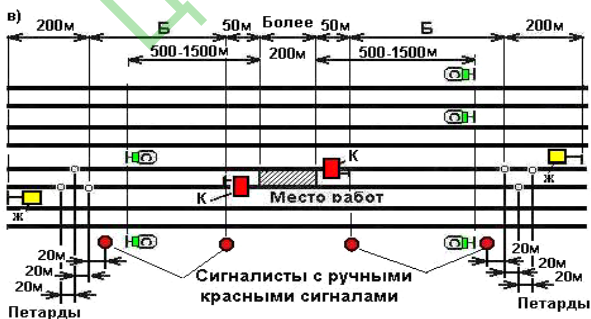 в)
200м Б 50м Более 50м Б 200м
500-1500м 200м 500-1500м
К
Ж
К Место работ
Ж
20м 20м
20м Сигналисты с ручными 20м
20м красными сигналами 20м
Петарды Петарды